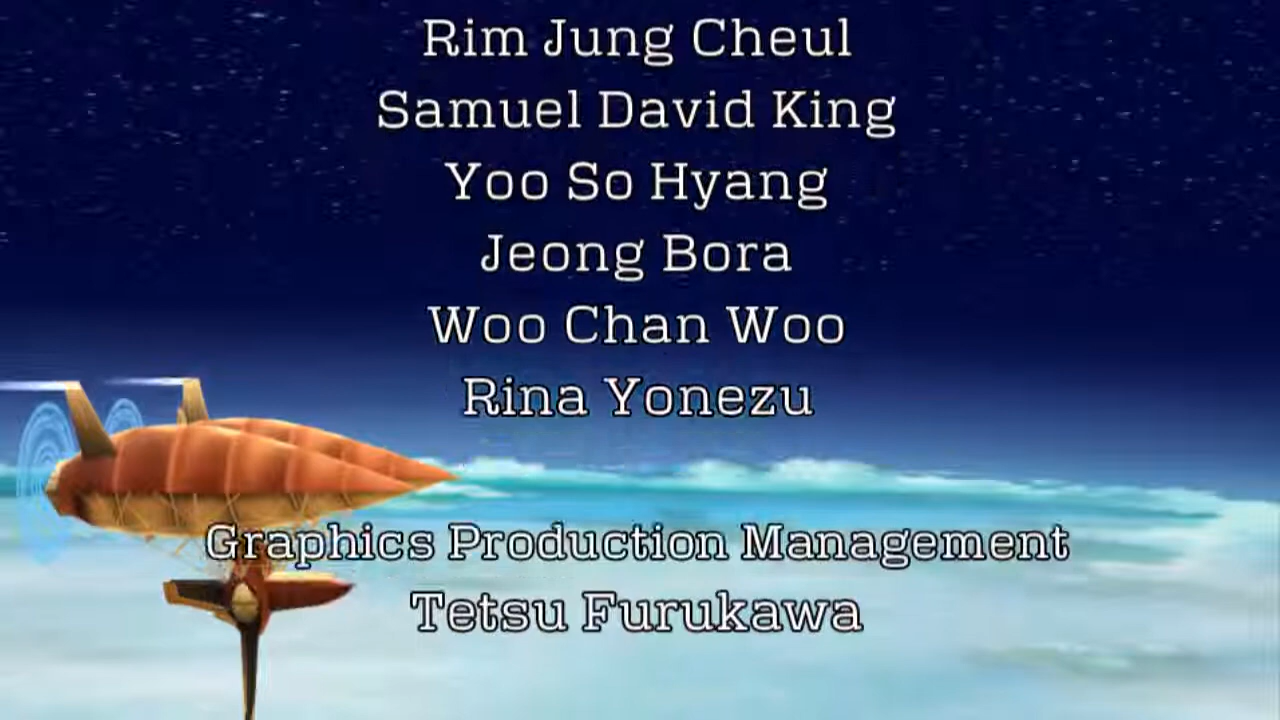 Rim Jung Cheul
Samuel David King
Yoo So Hyang
Jeong Bora
Woo Chan Woo
Rina Yonezu
Graphics Production Management
Tetsu Furukawa